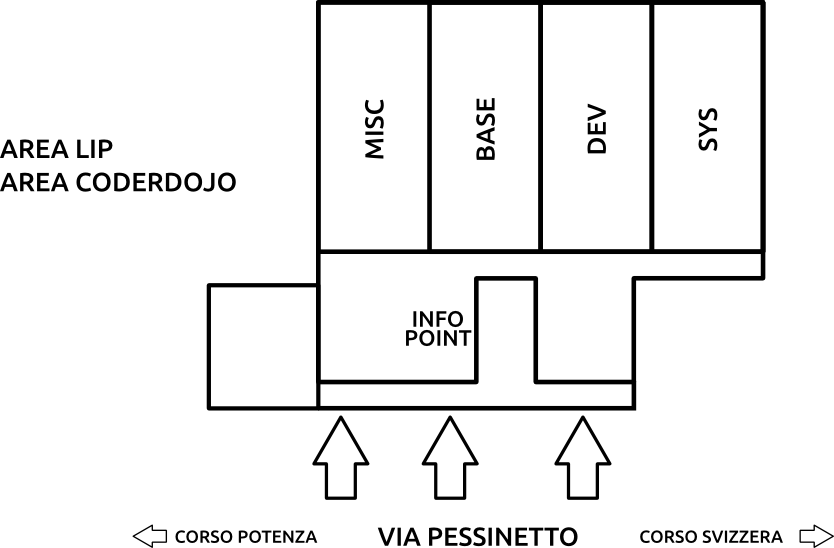 MISC
BASE
DEV
SYS
AREA LIP
AREA CODERDOJO
INFO
POINT
CORSO POTENZA
VIA PESSINETTO
CORSO SVIZZERA